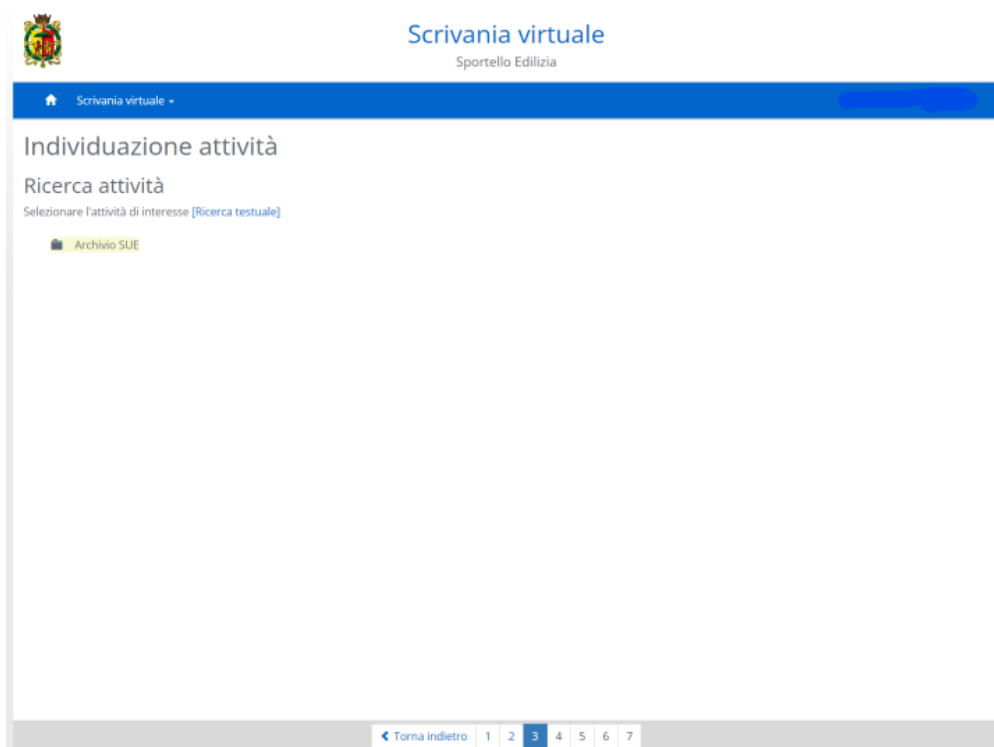 Scrivania virtuale
Sportello Edilizia
Scrivania virtuale
Individuazione attività
Ricerca attività
Selezionare l'attività di interesse [Ricerca testuale]
Archivio SUE
Torna indietro 1 2 3 4 5 6 7